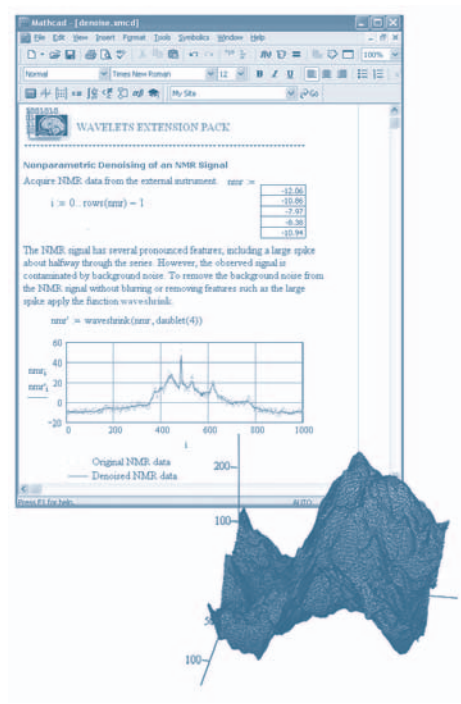 Mathcad - [denoise.xmcd]
File Edit View Insert Format Tools Symbolics Window Help
100%
Normal Times New Roman 12 B I U
My Site Go
WAVELETS EXTENSION PACK
Nonparametric Denoising of an NMR Signal
Acquire NMR data from the external instrument. nmr :=
-12.06
-10.86
-7.97
-8.38
-10.94
i := 0 .. rows(nmr) − 1
The NMR signal has several pronounced features, including a large spike
about halfway through the series. However, the observed signal is
contaminated by background noise. To remove the background noise from
the NMR signal without blurring or removing features such as the large
spike apply the function waveshrink.
nmr' := waveshrink(nmr, daublet(4))
60
40
20
0
-20
nmr i
nmr' i
0 200 400 600 800 1000
i
Original NMR data
Denoised NMR data
Press F1 for help. AUTO
200
100
50
100